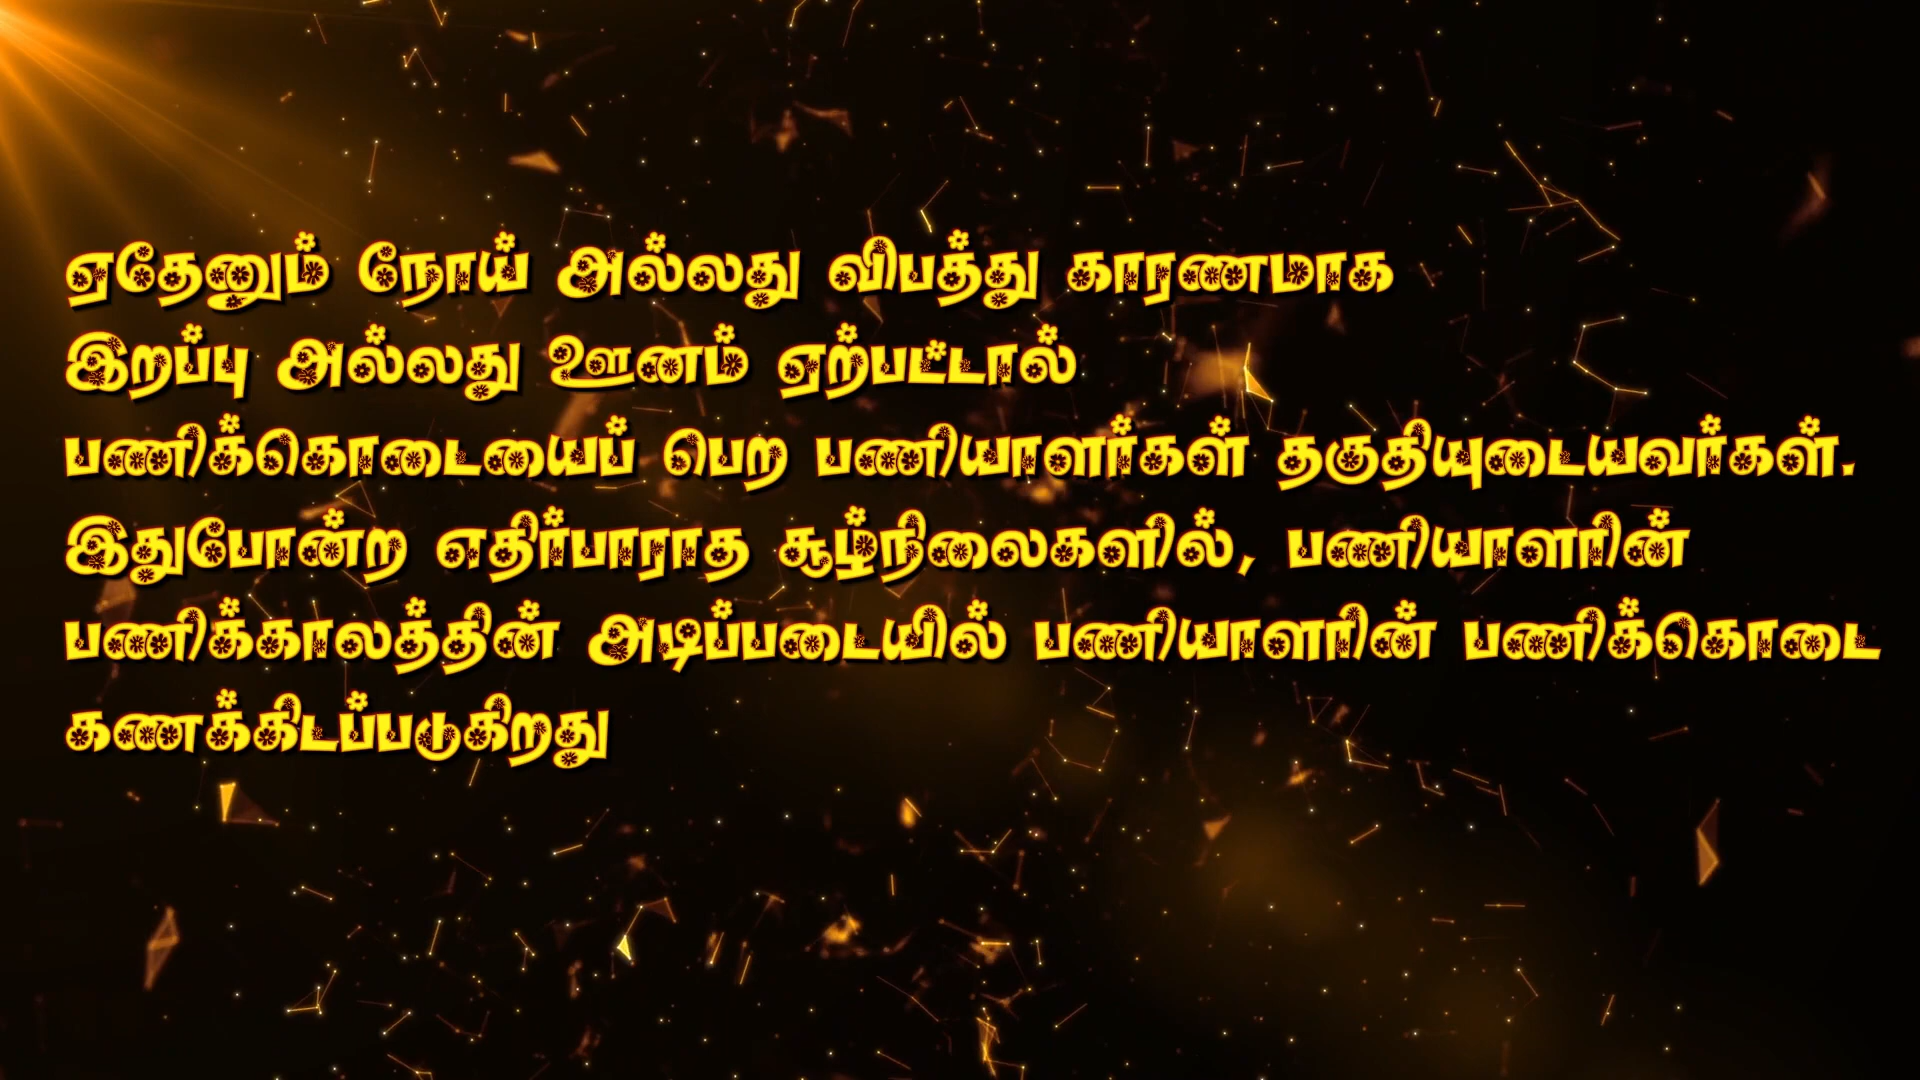 ஏதேனும் நோய் அல்லது விபத்து காரணமாக
இறப்பு அல்லது ஊனம் ஏற்பட்டால்
பணிக்கொடையைப் பெற பணியாளர்கள் தகுதியுடையவர்கள்.
இதுபோன்ற எதிர்பாராத சூழ்நிலைகளில், பணியாளரின்
பணிக்காலத்தின் அடிப்படையில் பணியாளரின் பணிக்கொடை
கணக்கிடப்படுகிறது